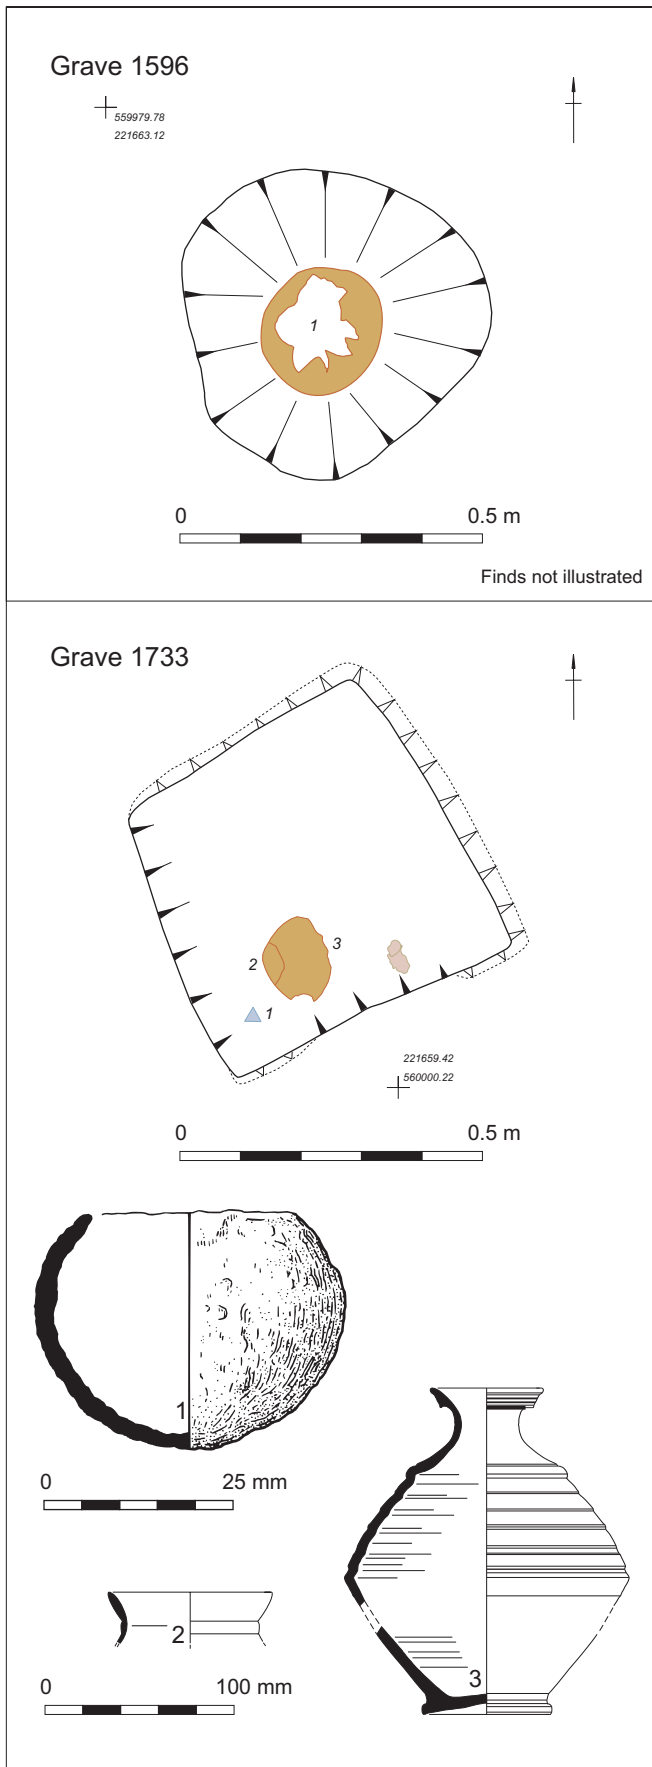 Grave 1596
559979.78
221663.12
1
0 0.5 m
Finds not illustrated
Grave 1733
3
2
1
221659.42
560000.22
0 0.5 m
1
0 25 mm
2
3
0 100 mm